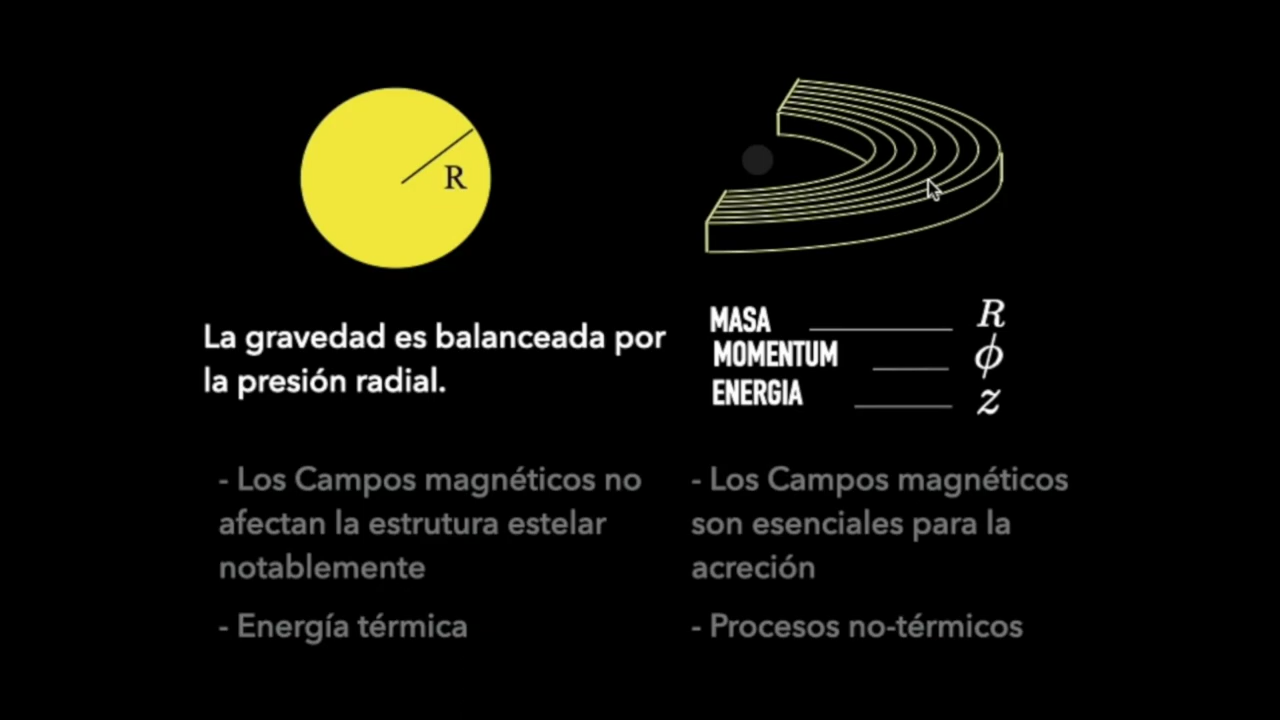 R
La gravedad es balanceada por
la presión radial.
MASA R
MOMENTUM ϕ
ENERGIA z
- Los Campos magnéticos no
afectan la estrutura estelar
notablemente
- Energía térmica
- Los Campos magnéticos
son esenciales para la
acreción
- Procesos no-térmicos